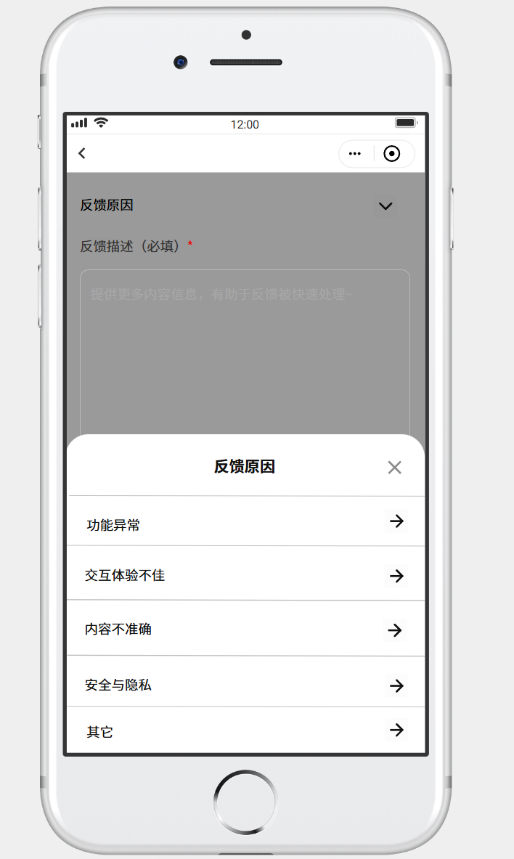 12:00
反馈原因
反馈描述（必填）*
提供更多内容信息，有助于反馈被快速处理~
反馈原因
功能异常
交互体验不佳
内容不准确
安全与隐私
其它